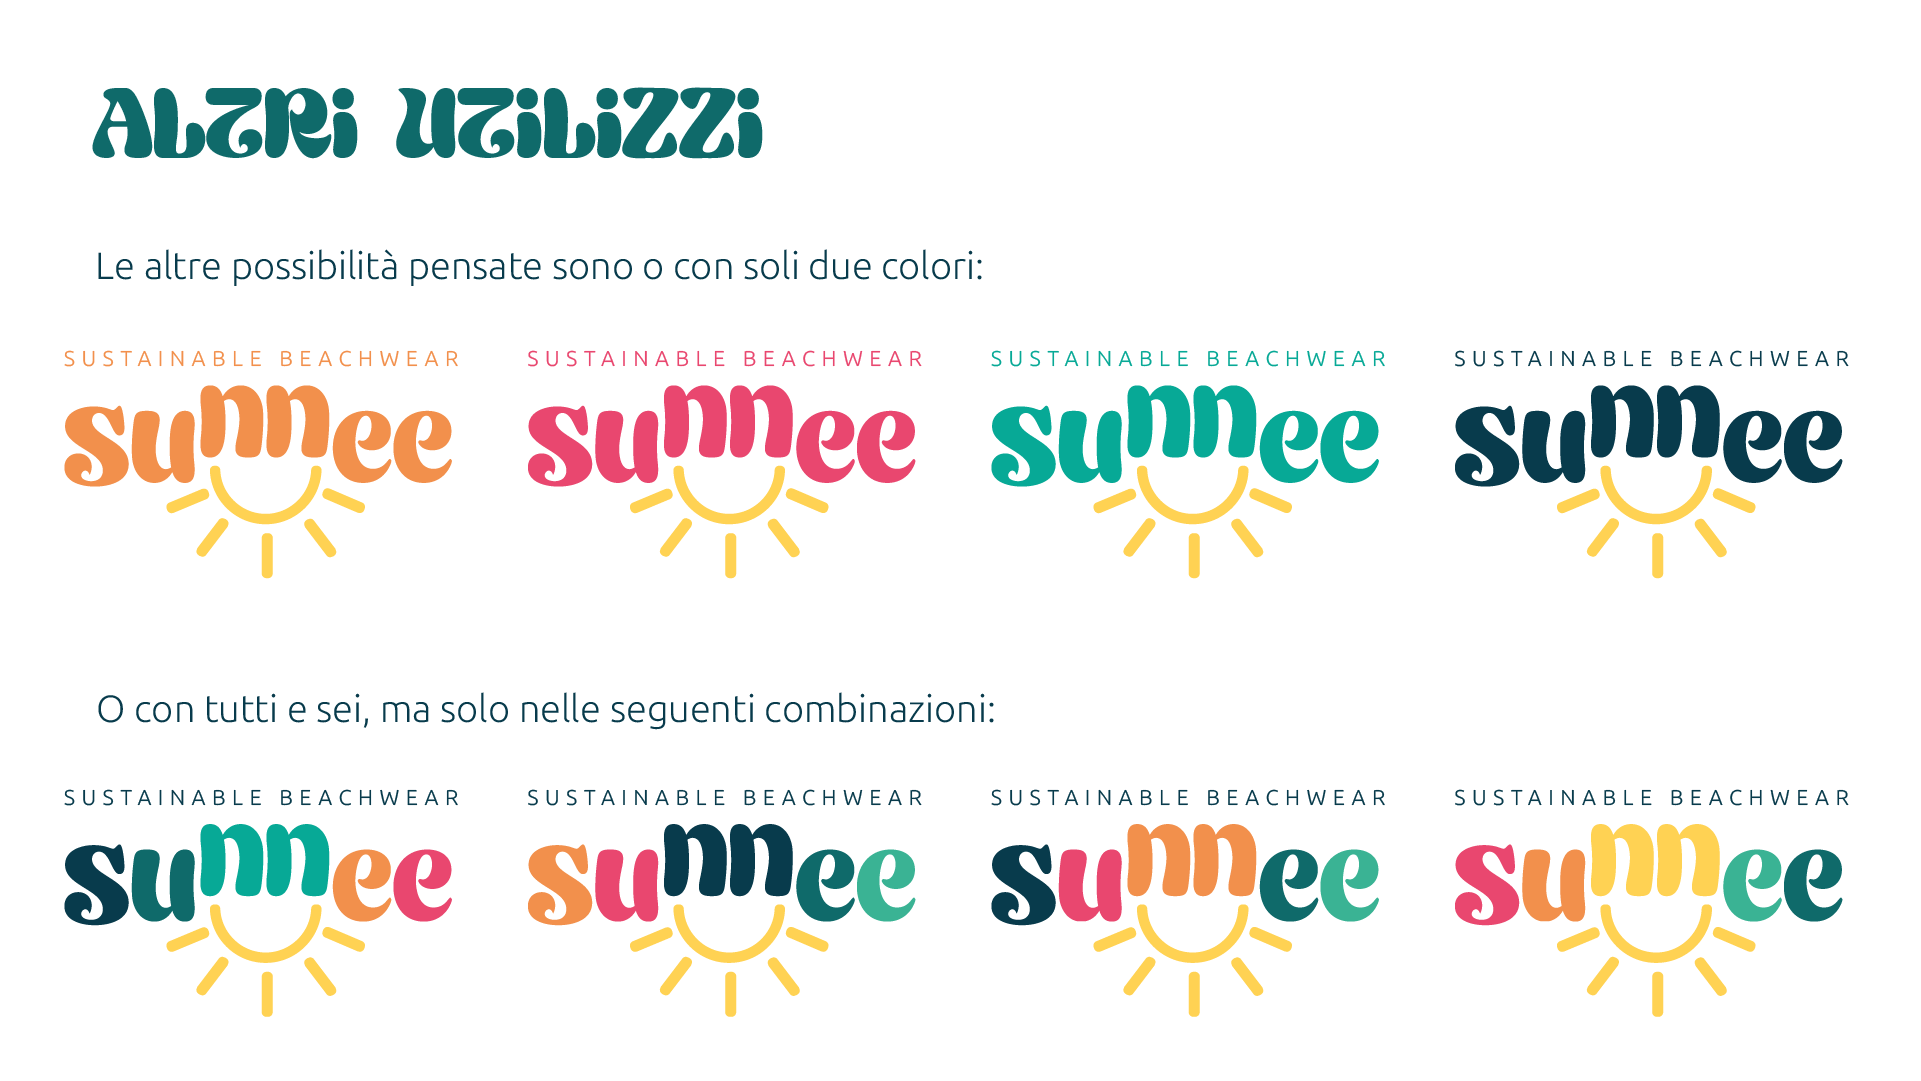 ALTRi UTiLiZZi
Le altre possibilità pensate sono o con soli due colori:
SUSTAINABLE BEACHWEAR
sunnee
SUSTAINABLE BEACHWEAR
sunnee
SUSTAINABLE BEACHWEAR
sunnee
SUSTAINABLE BEACHWEAR
sunnee
O con tutti e sei, ma solo nelle seguenti combinazioni:
SUSTAINABLE BEACHWEAR
sunnee
SUSTAINABLE BEACHWEAR
sunnee
SUSTAINABLE BEACHWEAR
sunnee
SUSTAINABLE BEACHWEAR
sunnee